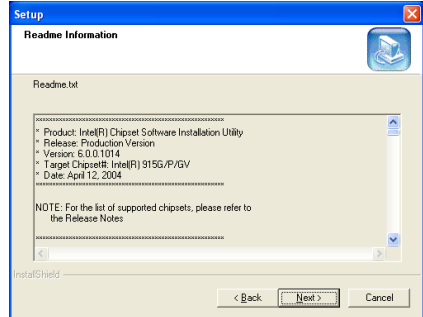 Setup
Readme Information
Readme.txt
************************************************************
* Product: Intel(R) Chipset Software Installation Utility
* Release: Production Version
* Version: 6.0.0.1014
* Target Chipset#: Intel(R) 915G/P/GV
* Date: April 12, 2004
************************************************************
NOTE: For the list of supported chipsets, please refer to
the Release Notes
************************************************************
InstallShield
< Back
Next >
Cancel